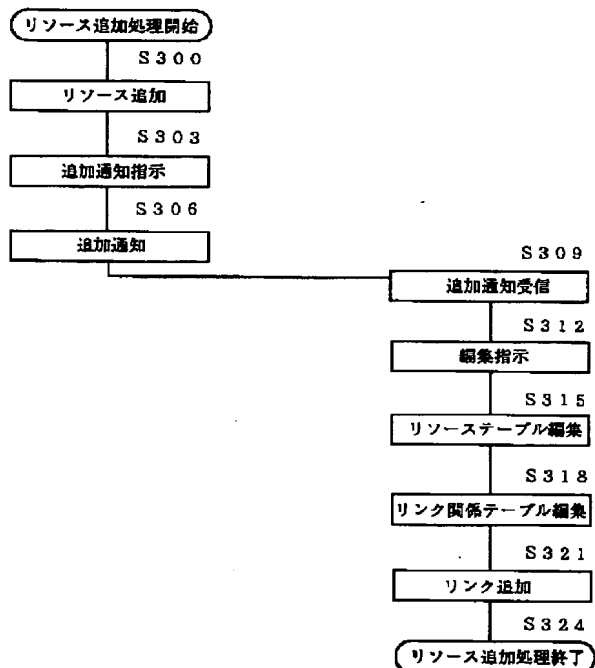 リソース追加処理開始
S300
リソース追加
S303
追加通知指示
S306
追加通知
S309
追加通知受信
S312
編集指示
S315
リソーステーブル編集
S318
リンク関係テーブル編集
S321
リンク追加
S324
リソース追加処理終了